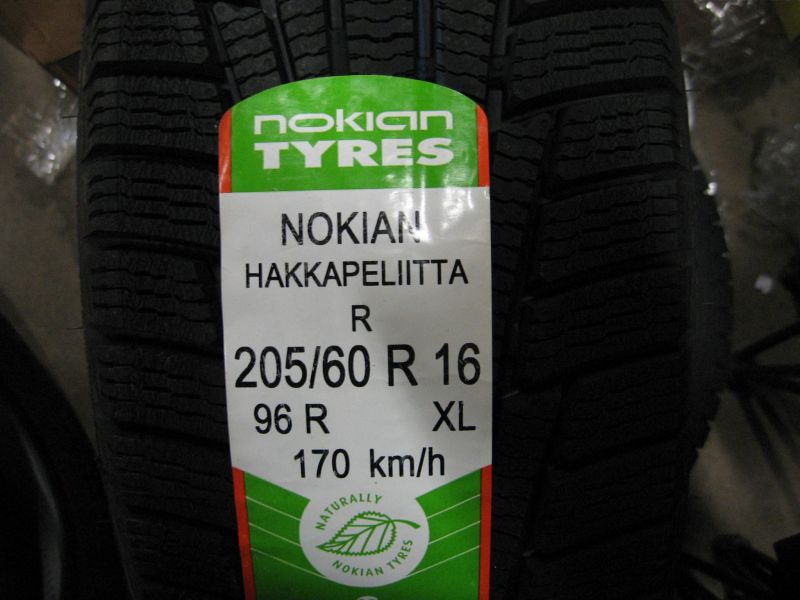 nokian
TYRES
NOKIAN
HAKKAPELIITTA
R
205/60 R 16
96 R XL
170 km/h
NATURALLY
NOKIAN TYRES